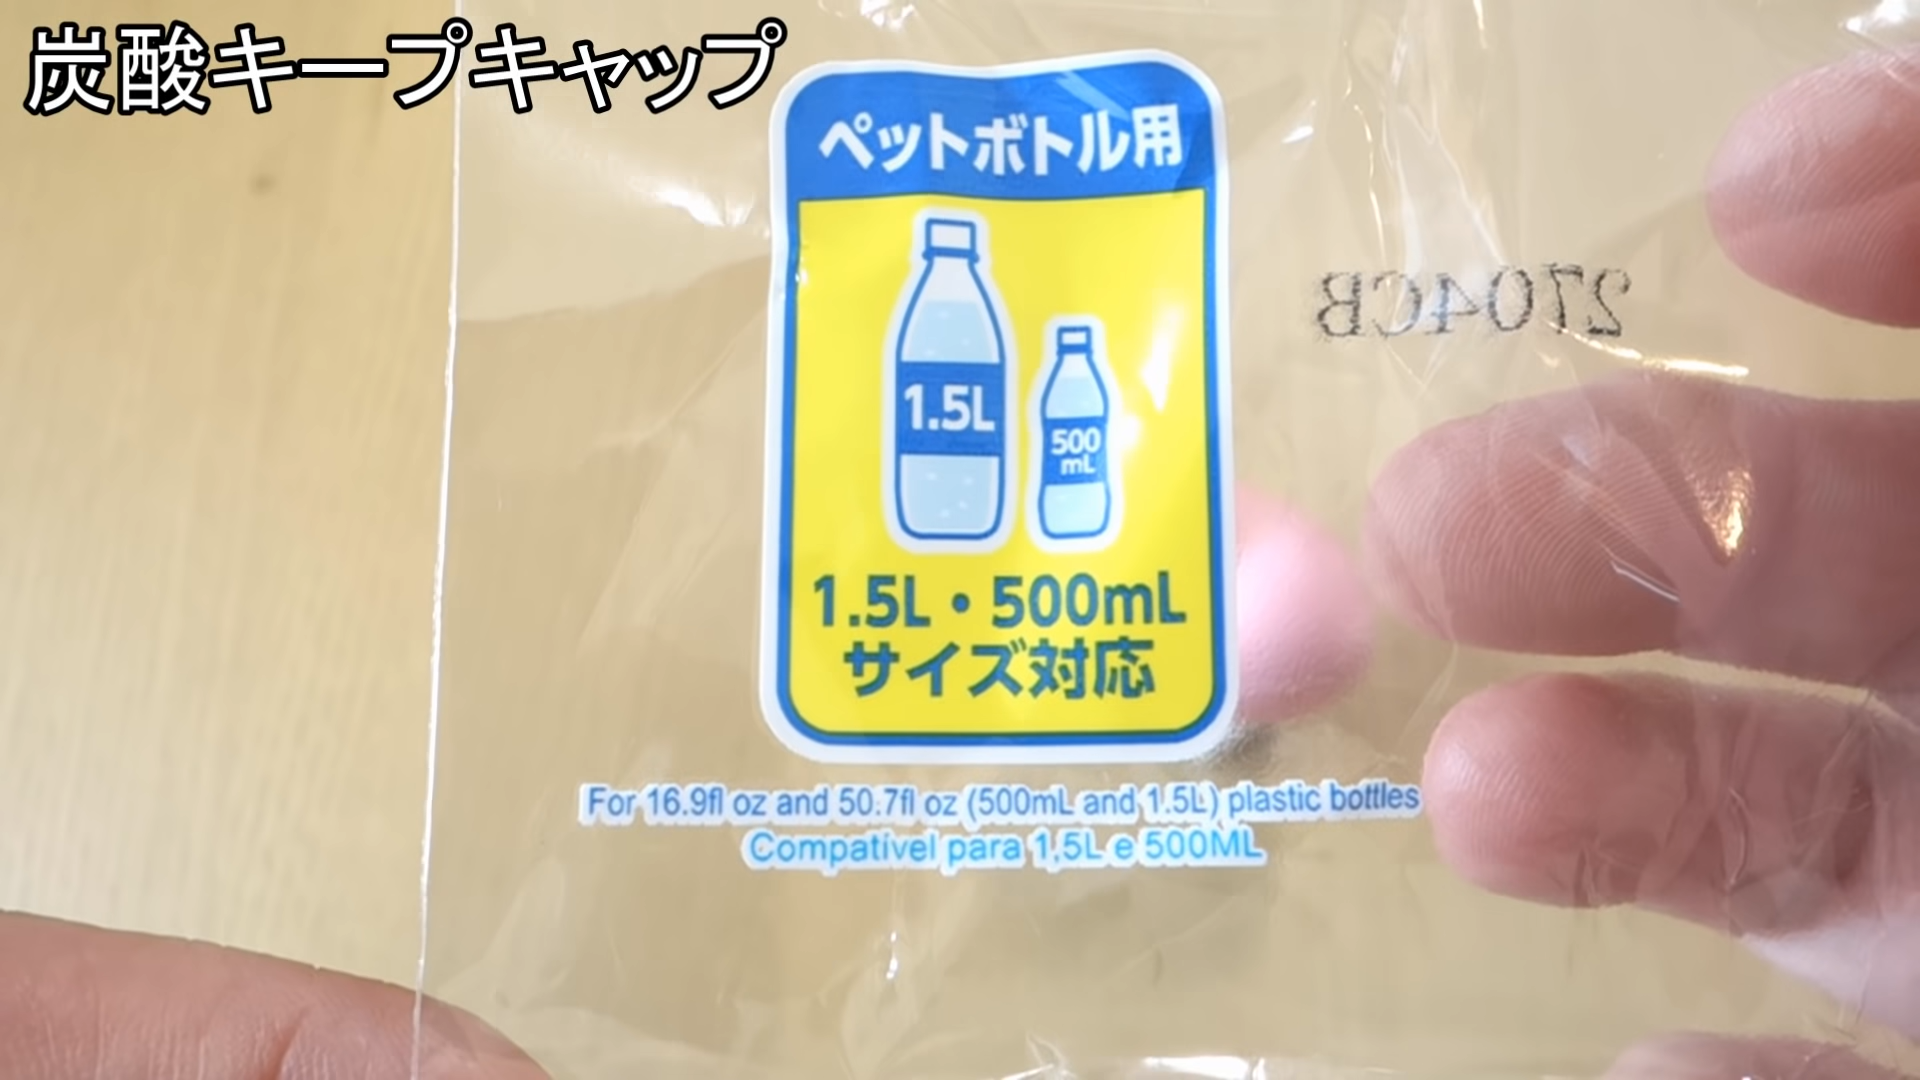 炭酸キープキャップ
ペットボトル用
1.5L
500
mL
2704CB
1.5L・500mL
サイズ対応
For 16.9fl oz and 50.7fl oz (500mL and 1.5L) plastic bottles
Compatível para 1,5L e 500ML